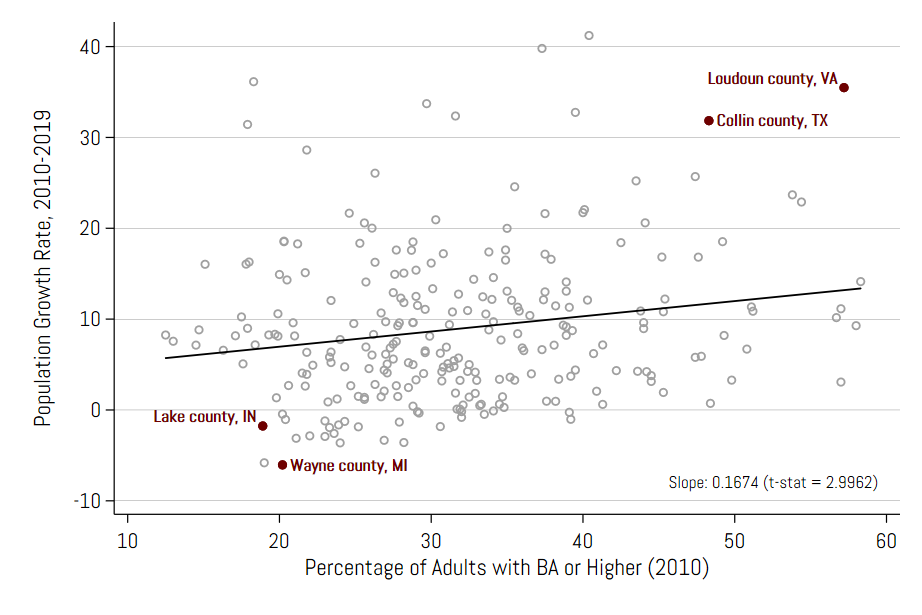 Population Growth Rate, 2010-2019
40
30
20
10
0
-10
Loudoun county, VA
Collin county, TX
Lake county, IN
Wayne county, MI
Slope: 0.1674 (t-stat = 2.9962)
10 20 30 40 50 60
Percentage of Adults with BA or Higher (2010)